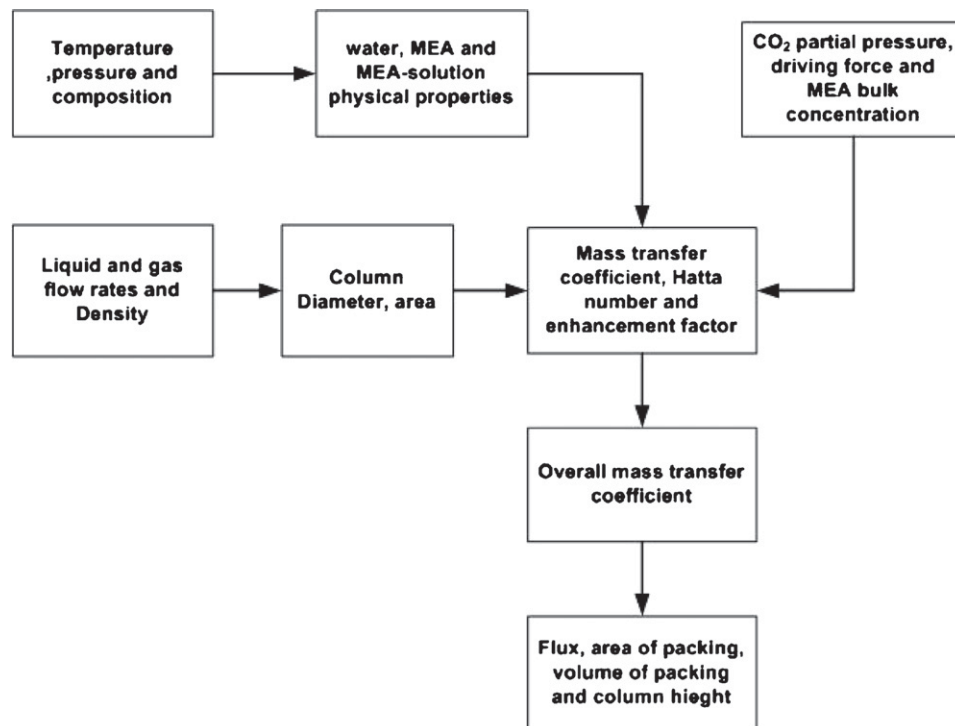 Temperature
,pressure and
composition
water, MEA and
MEA-solution
physical properties
CO₂ partial pressure,
driving force and
MEA bulk
concentration
Liquid and gas
flow rates and
Density
Column
Diameter, area
Mass transfer
coefficient, Hatta
number and
enhancement factor
Overall mass transfer
coefficient
Flux, area of packing,
volume of packing
and column hieght